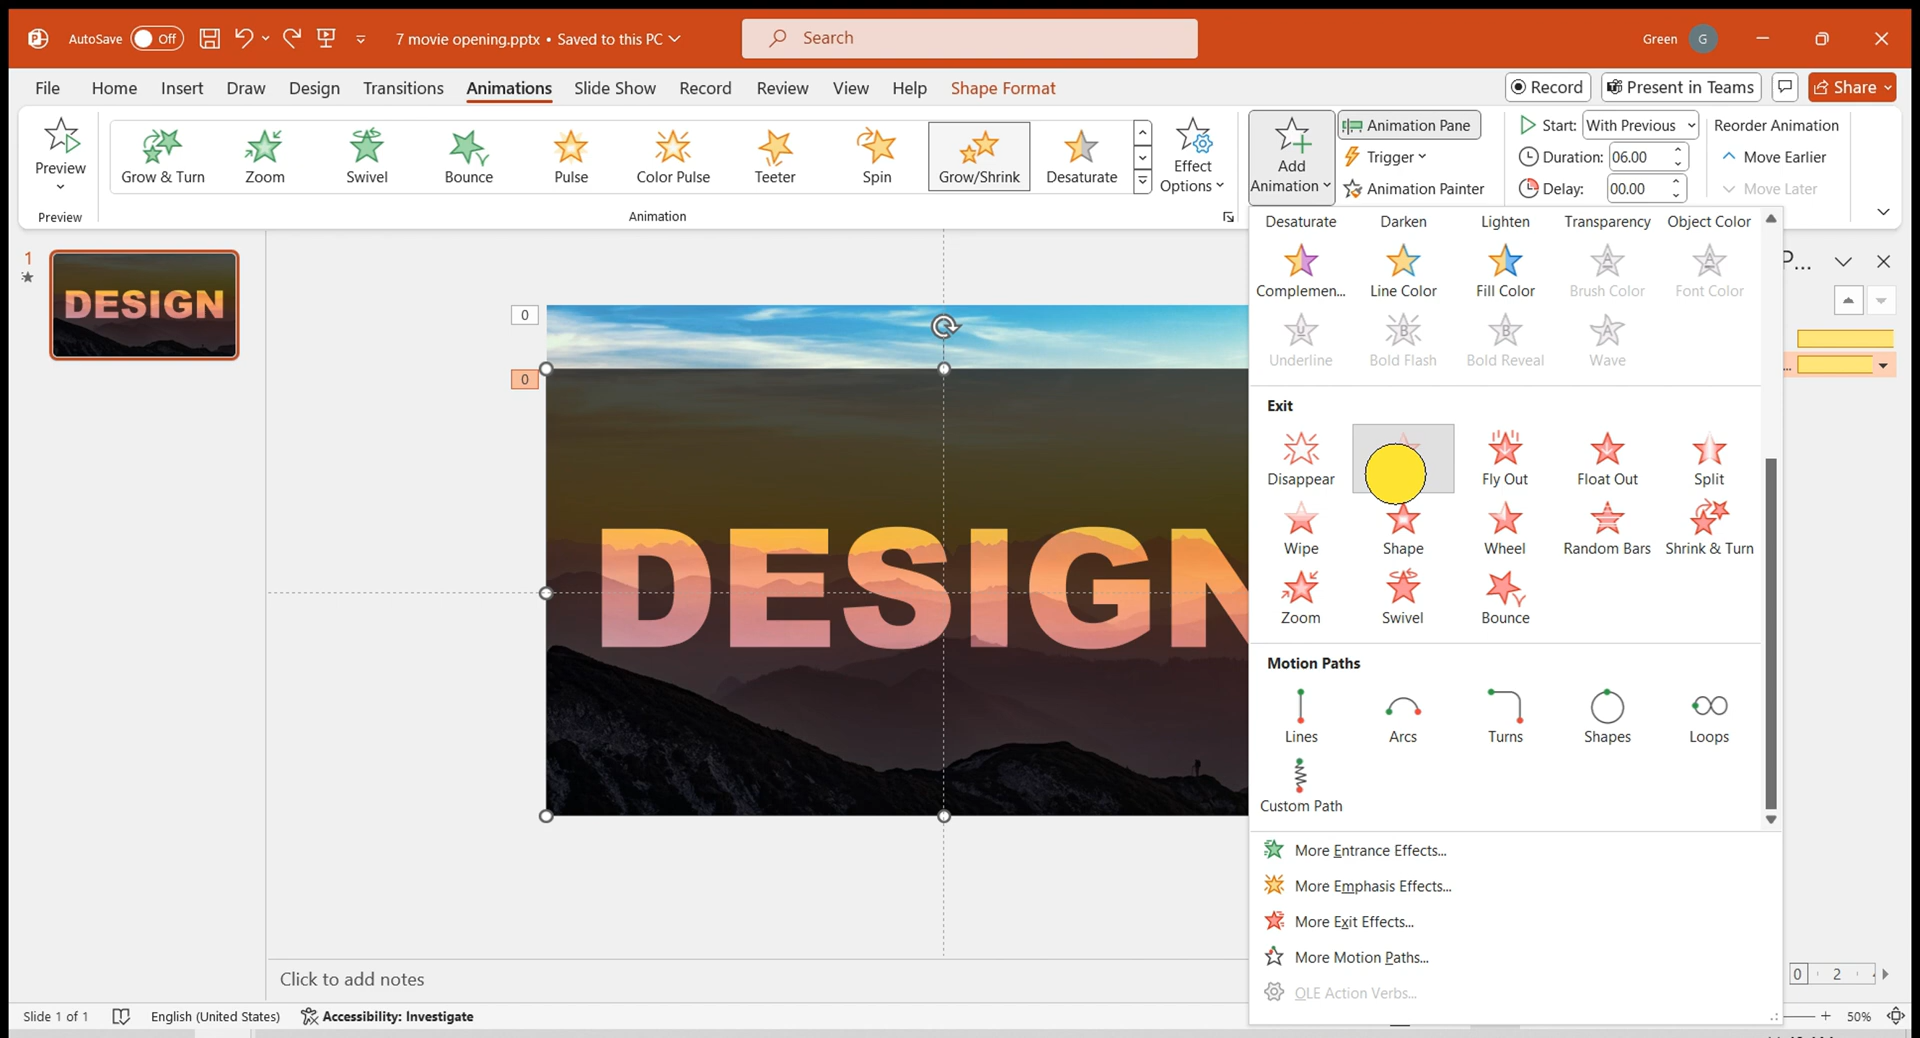 AutoSave Off 7 movie opening.pptx • Saved to this PC Search Green G
File Home Insert Draw Design Transitions Animations Slide Show Record Review View Help Shape Format Record Present in Teams Share
Preview
Grow & Turn Zoom Swivel Bounce Pulse Color Pulse Teeter Spin Grow/Shrink Desaturate
Effect
Options
Add
Animation
Animation Pane
Trigger
Animation Painter
Start: With Previous
Duration: 06.00
Delay: 00.00
Reorder Animation
Move Earlier
Move Later
Preview
Animation
1
DESIGN
0
0
DESIGN
Desaturate Darken Lighten Transparency Object Color
Complemen... Line Color Fill Color Brush Color Font Color
Underline Bold Flash Bold Reveal Wave
Exit
Disappear Fly Out Float Out Split
Wipe Shape Wheel Random Bars Shrink & Turn
Zoom Swivel Bounce
Motion Paths
Lines Arcs Turns Shapes Loops
Custom Path
More Entrance Effects...
More Emphasis Effects...
More Exit Effects...
More Motion Paths...
OLE Action Verbs...
P...
...
0 2
Click to add notes
Slide 1 of 1 English (United States) Accessibility: Investigate 50%